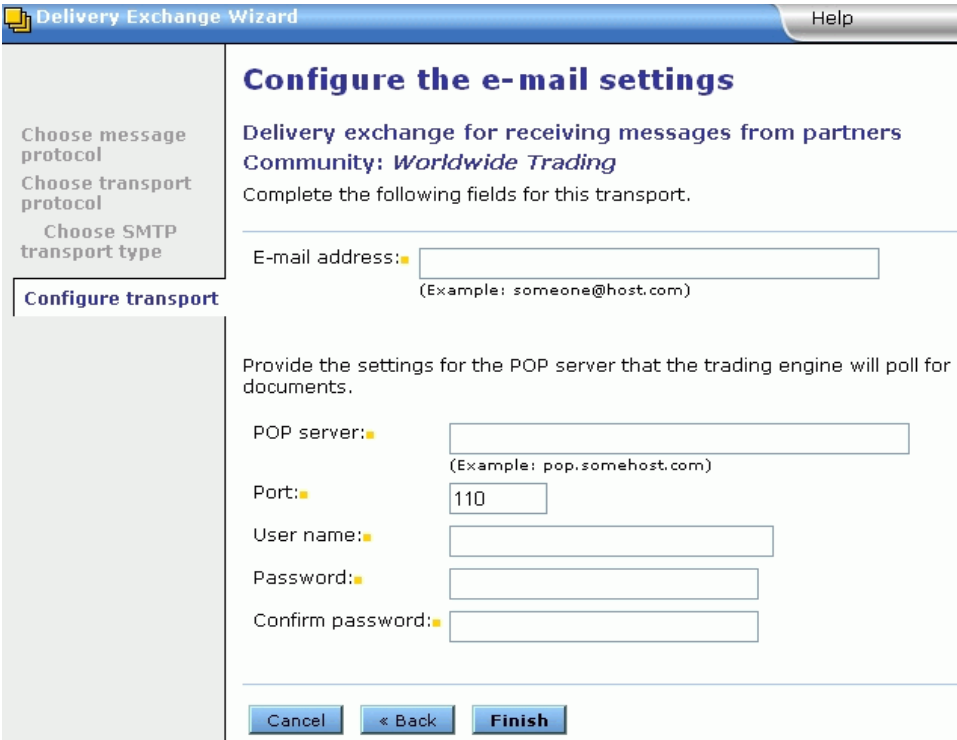 Delivery Exchange Wizard
Help
Choose message
protocol
Choose transport
protocol
Choose SMTP
transport type
Configure transport
Configure the e-mail settings
Delivery exchange for receiving messages from partners
Community: Worldwide Trading
Complete the following fields for this transport.
E-mail address:
(Example: someone@host.com)
Provide the settings for the POP server that the trading engine will poll for
documents.
POP server:
(Example: pop.somehost.com)
Port: 110
User name:
Password:
Confirm password:
Cancel « Back Finish